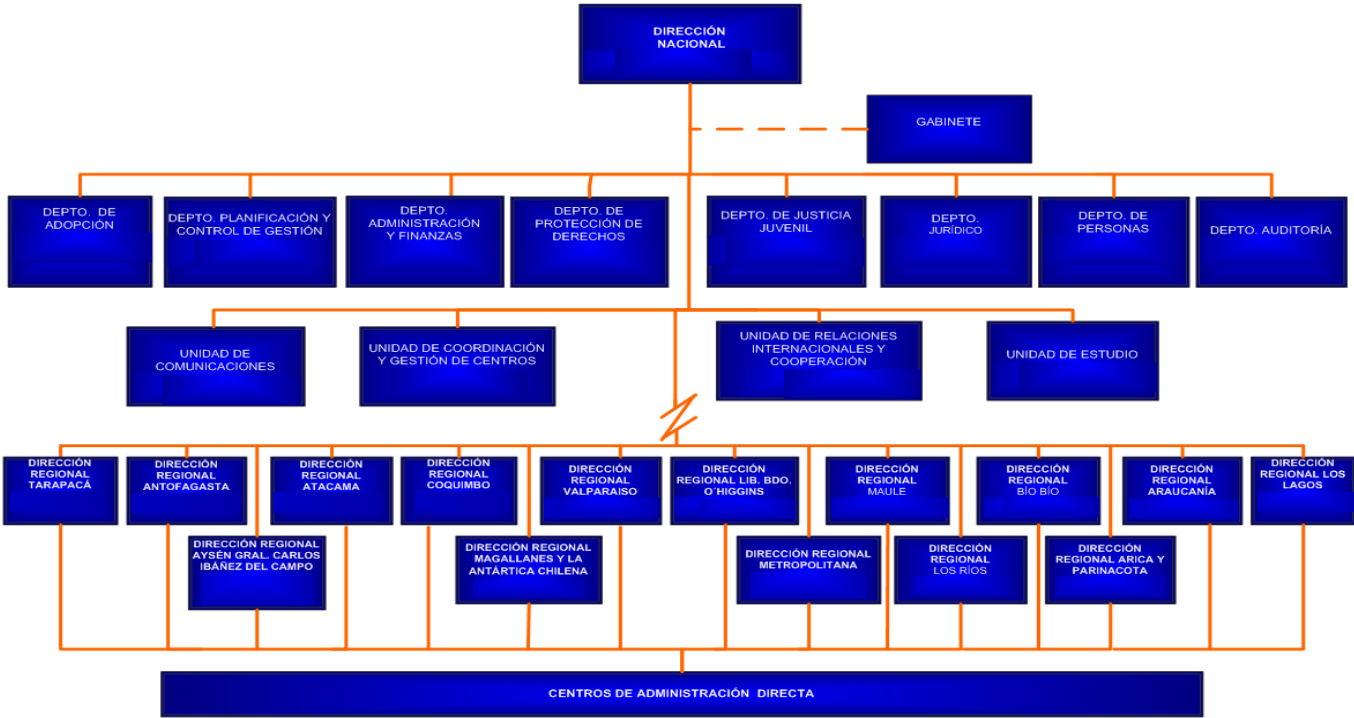 DIRECCIÓN
NACIONAL
GABINETE
DEPTO. DE
ADOPCIÓN
DEPTO. PLANIFICACIÓN Y
CONTROL DE GESTIÓN
DEPTO.
ADMINISTRACIÓN
Y FINANZAS
DEPTO. DE
PROTECCIÓN DE
DERECHOS
DEPTO. DE JUSTICIA
JUVENIL
DEPTO.
JURÍDICO
DEPTO. DE
PERSONAS
DEPTO. AUDITORÍA
UNIDAD DE
COMUNICACIONES
UNIDAD DE COORDINACIÓN
Y GESTIÓN DE CENTROS
UNIDAD DE RELACIONES
INTERNACIONALES Y
COOPERACIÓN
UNIDAD DE ESTUDIO
DIRECCIÓN
REGIONAL
TARAPACÁ
DIRECCIÓN
REGIONAL
ANTOFAGASTA
DIRECCIÓN
REGIONAL
ATACAMA
DIRECCIÓN
REGIONAL
COQUIMBO
DIRECCIÓN
REGIONAL
VALPARAISO
DIRECCIÓN
REGIONAL LIB. BDO.
O´HIGGINS
DIRECCIÓN
REGIONAL
MAULE
DIRECCIÓN
REGIONAL
BÍO BÍO
DIRECCIÓN
REGIONAL
ARAUCANÍA
DIRECCIÓN
REGIONAL LOS
LAGOS
DIRECCIÓN REGIONAL
AYSÉN GRAL. CARLOS
IBÁÑEZ DEL CAMPO
DIRECCIÓN REGIONAL
MAGALLANES Y LA
ANTÁRTICA CHILENA
DIRECCIÓN REGIONAL
METROPOLITANA
DIRECCIÓN
REGIONAL
LOS RÍOS
DIRECCIÓN
REGIONAL ARICA Y
PARINACOTA
CENTROS DE ADMINISTRACIÓN DIRECTA